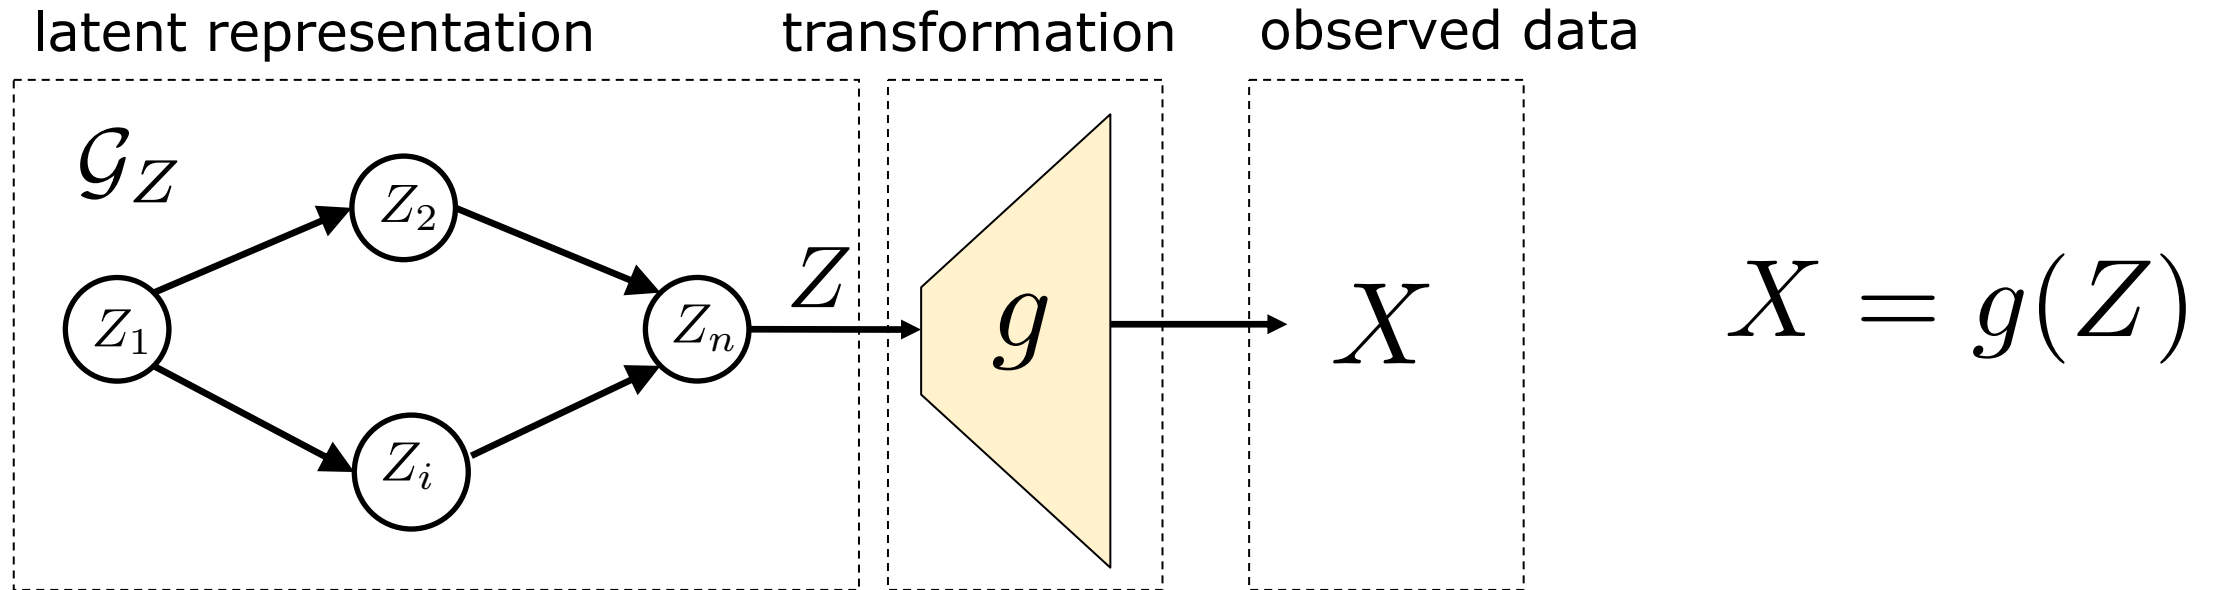 latent representation
transformation
observed data
𝒢_Z
Z_1
Z_2
Z_i
Z_n
Z
g
X
X = g(Z)